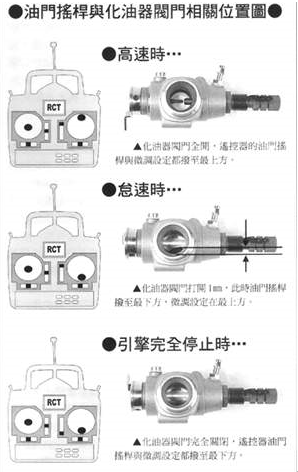 ●油門搖桿與化油器閥門相關位置圖●
●高速時…
RCT
▲化油器閥門全開，遙控器的油門搖
桿與微調設定都撥至最上方。
●怠速時…
RCT
▲化油器閥門打開1mm，此時油門搖桿
撥至最下方，微調設定在最上方。
●引擎完全停止時…
RCT
▲化油器閥門完全關閉，遙控器油門
搖桿與微調設定都撥至最下方。